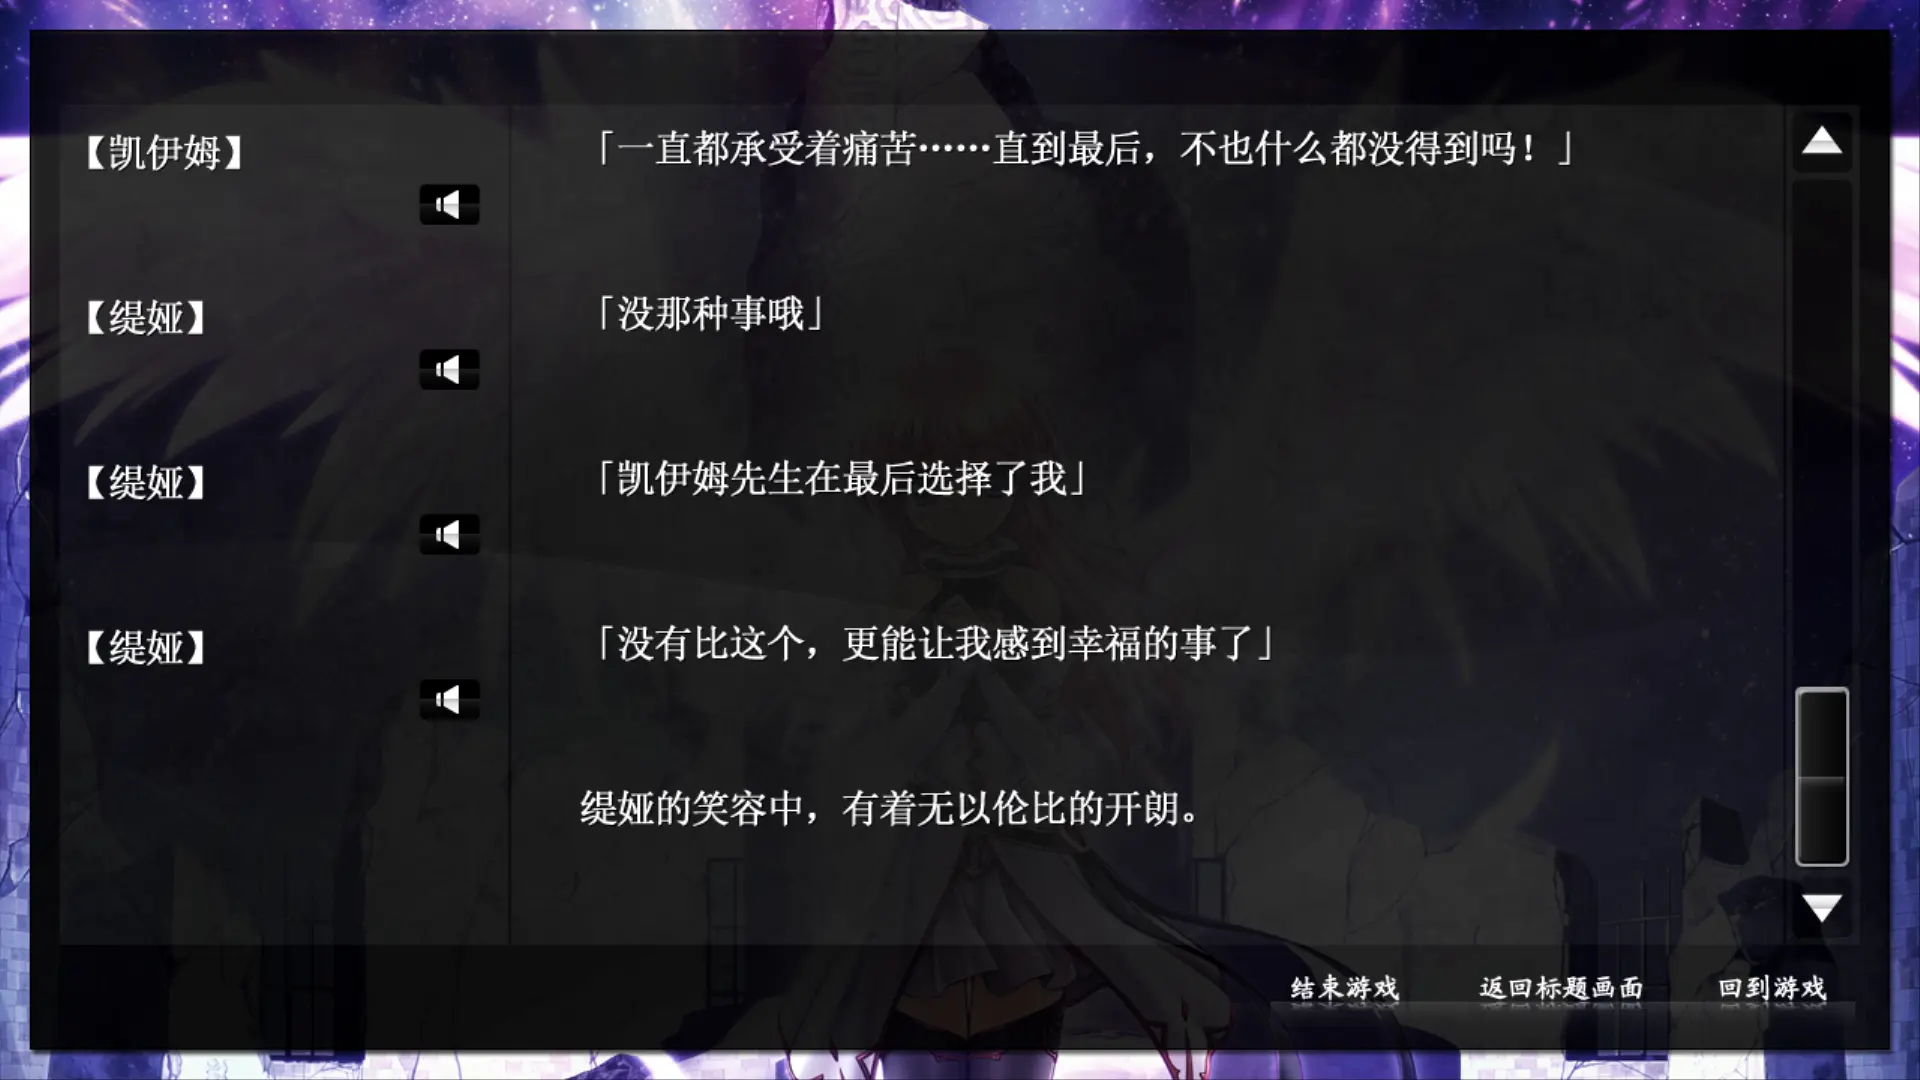 【凯伊姆】
「一直都承受着痛苦……直到最后，不也什么都没得到吗！」
【缇娅】
「没那种事哦」
【缇娅】
「凯伊姆先生在最后选择了我」
【缇娅】
「没有比这个，更能让我感到幸福的事了」
缇娅的笑容中，有着无以伦比的开朗。
结束游戏
返回标题画面
回到游戏